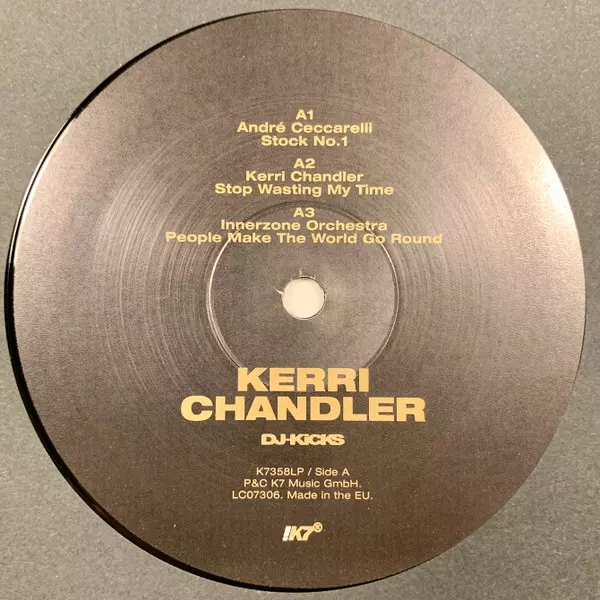 A1
André Ceccarelli
Stock No.1
A2
Kerri Chandler
Stop Wasting My Time
A3
Innerzone Orchestra
People Make The World Go Round
KERRI
CHANDLER
DJ-KiCKS
K7358LP / Side A
P&C K7 Music GmbH.
LC07306. Made in the EU.
!K7®